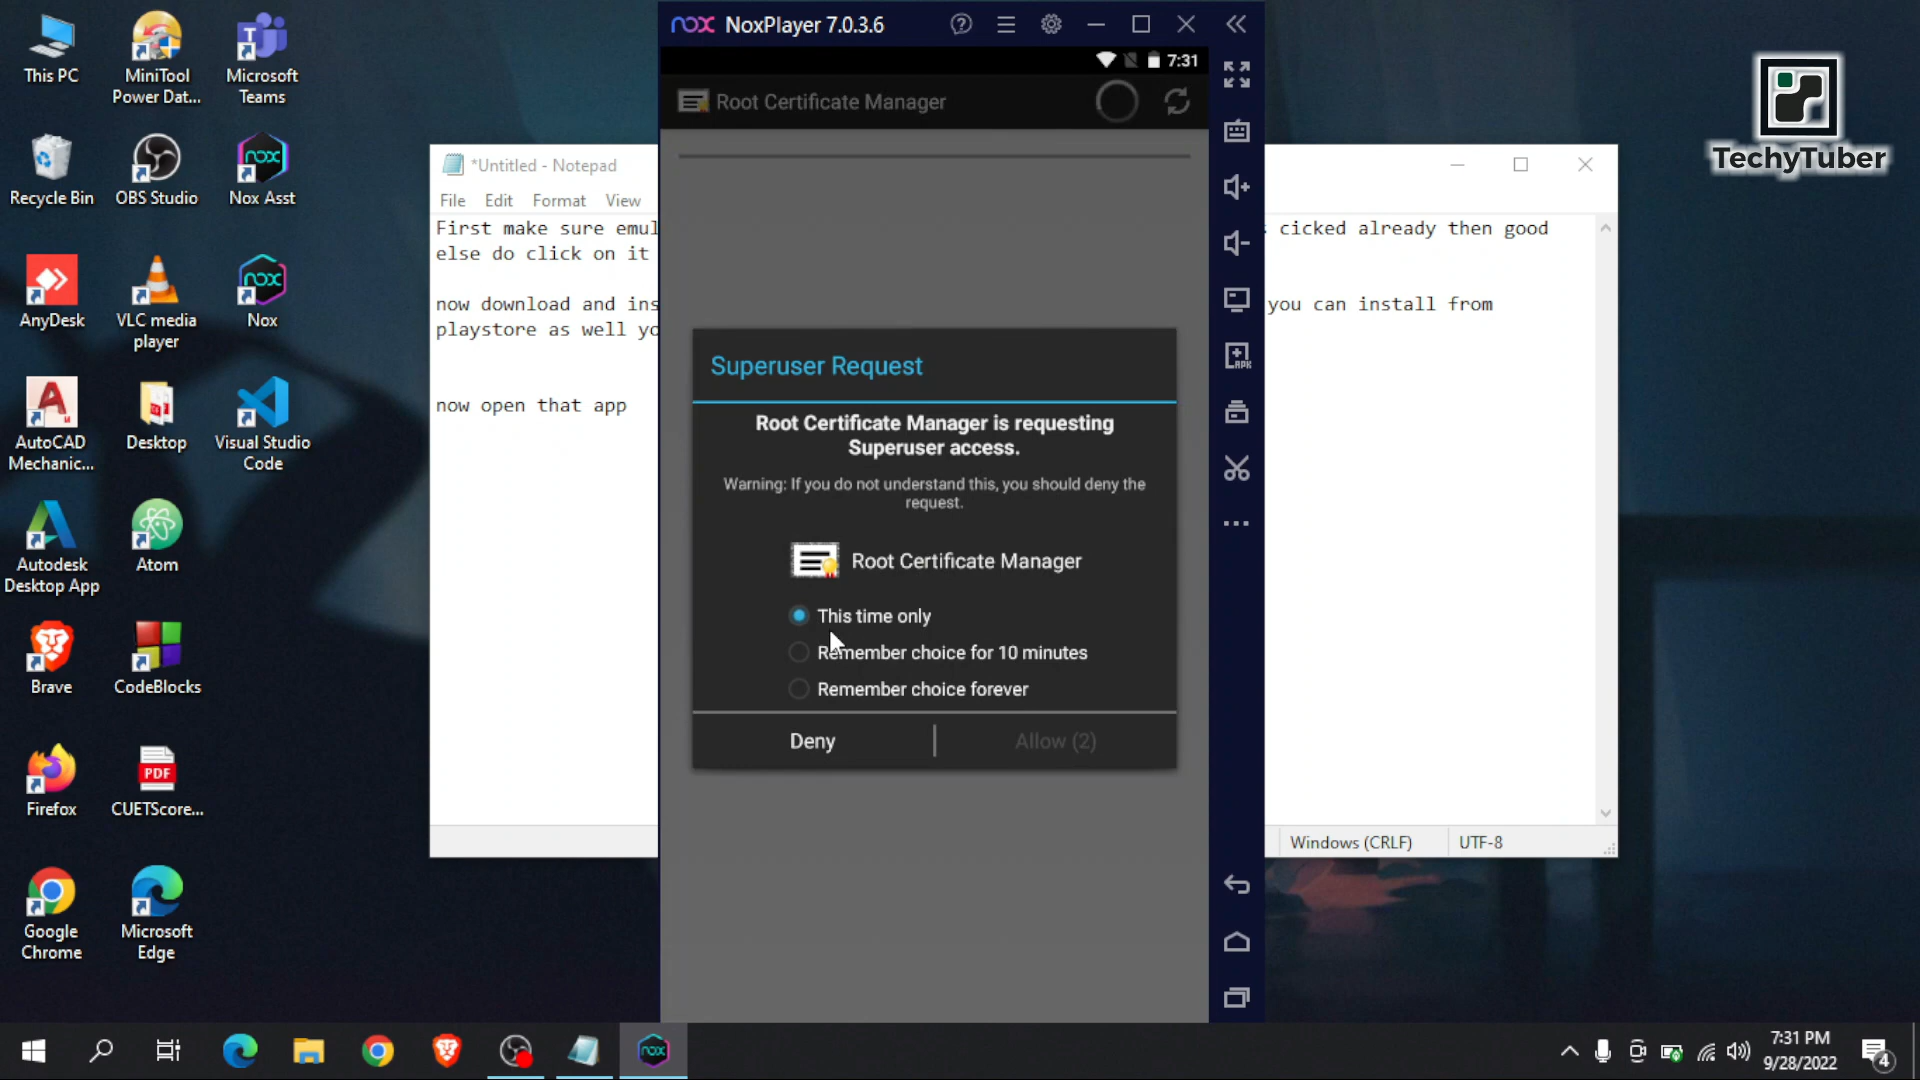 This PC
MiniTool
Power Dat...
Microsoft
Teams
Recycle Bin
OBS Studio
Nox Asst
AnyDesk
VLC media
player
Nox
AutoCAD
Mechanic...
Desktop
Visual Studio
Code
Autodesk
Desktop App
Atom
Brave
CodeBlocks
Firefox
PDF
CUETScore...
Google
Chrome
Microsoft
Edge
*Untitled - Notepad
File Edit Format View
First make sure emul
cicked already then good
else do click on it
now download and ins
you can install from
playstore as well yo
now open that app
Windows (CRLF)
UTF-8
nox NoxPlayer 7.0.3.6
7:31
Root Certificate Manager
Superuser Request
Root Certificate Manager is requesting
Superuser access.
Warning: If you do not understand this, you should deny the
request.
Root Certificate Manager
This time only
Remember choice for 10 minutes
Remember choice forever
Deny
Allow (2)
APK
TechyTuber
7:31 PM
9/28/2022
4